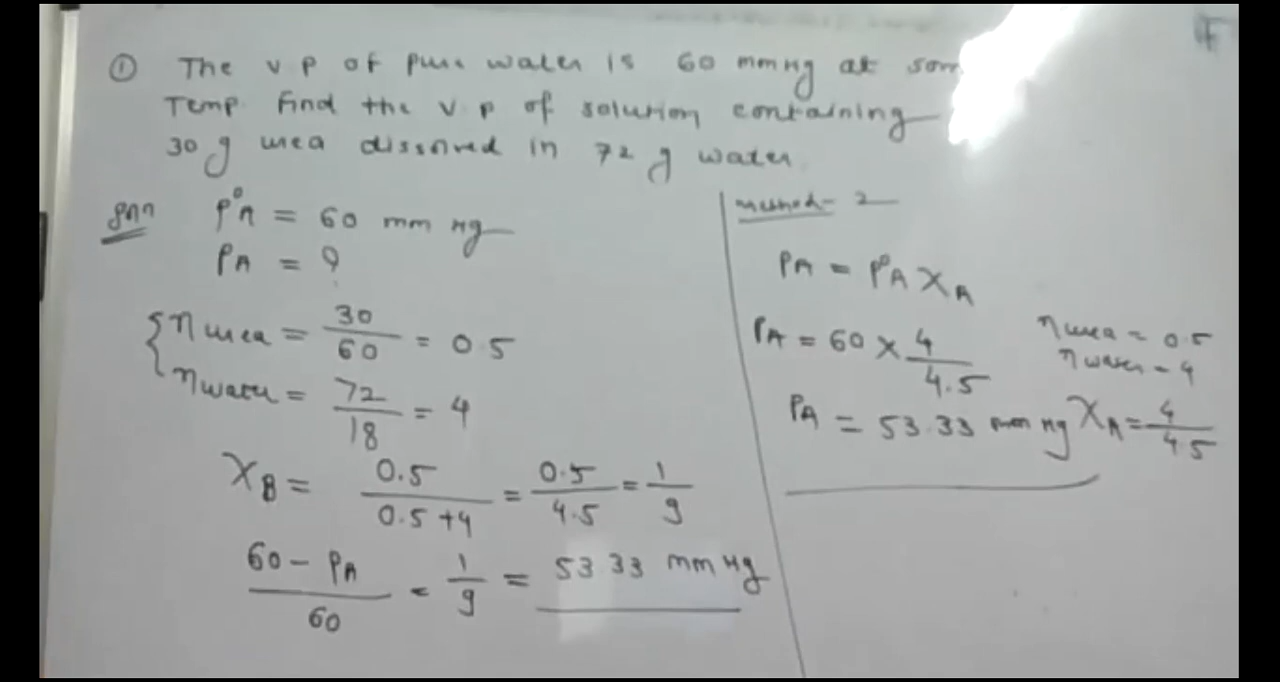 ① The v.p of pure water is 60 mmHg at som
Temp. find the v.p of solution containing
30 g urea dissolved in 72 g water.
Soln P°A = 60 mm Hg
PA = ?
n urea = 30/60 = 0.5
n water = 72/18 = 4
XB = 0.5/0.5+4 = 0.5/4.5 = 1/9
60 - PA/60 = 1/9 = 53 33 mm Hg
Method- 2
PA = P°A XA
PA = 60 × 4/4.5
n urea = 0.5
n water = 4
PA = 53.33 mm Hg XA = 4/4.5